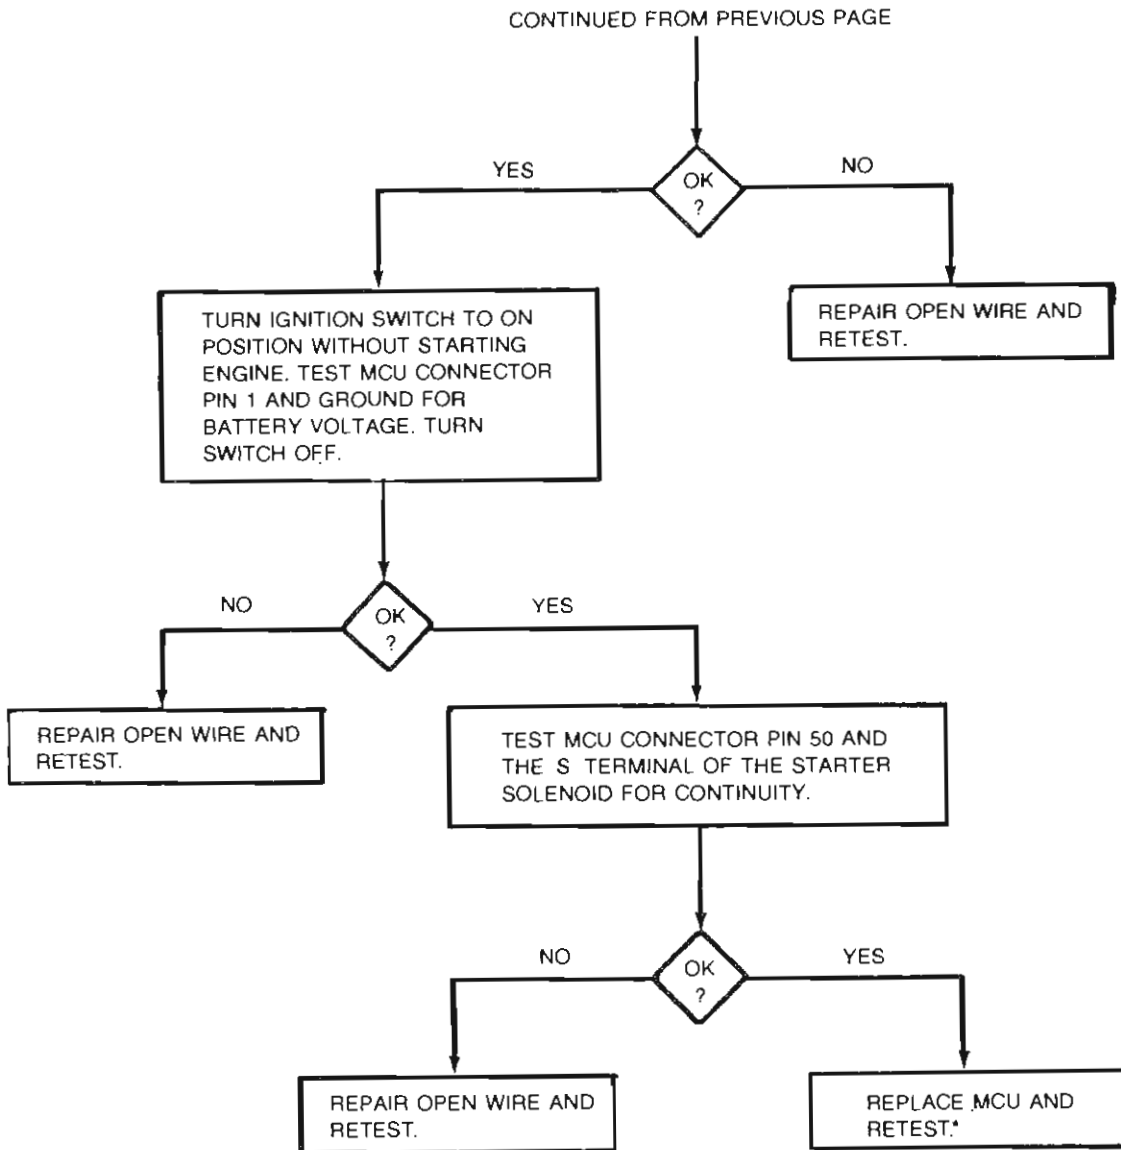 CONTINUED FROM PREVIOUS PAGE
YES
OK
?
NO
TURN IGNITION SWITCH TO ON
POSITION WITHOUT STARTING
ENGINE. TEST MCU CONNECTOR
PIN 1 AND GROUND FOR
BATTERY VOLTAGE. TURN
SWITCH OFF.
REPAIR OPEN WIRE AND
RETEST.
NO
OK
?
YES
REPAIR OPEN WIRE AND
RETEST.
TEST MCU CONNECTOR PIN 50 AND
THE S TERMINAL OF THE STARTER
SOLENOID FOR CONTINUITY.
NO
OK
?
YES
REPAIR OPEN WIRE AND
RETEST.
REPLACE MCU AND
RETEST.*